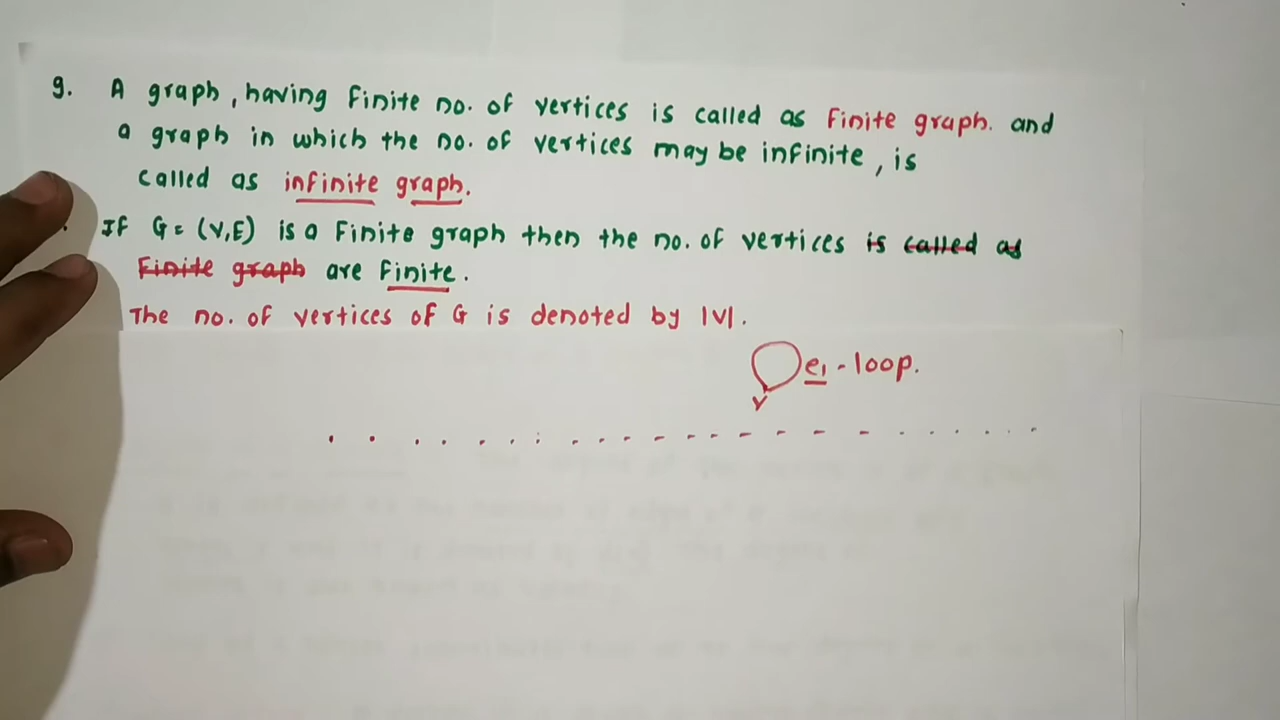 9. A graph, having Finite no. of vertices is called as Finite graph. and
a graph in which the no. of vertices may be infinite, is
called as infinite graph.
If G = (V,E) is a Finite graph then the no. of vertices is called as
Finite graph are finite.
The no. of vertices of G is denoted by |V|.
e1 - loop.
v